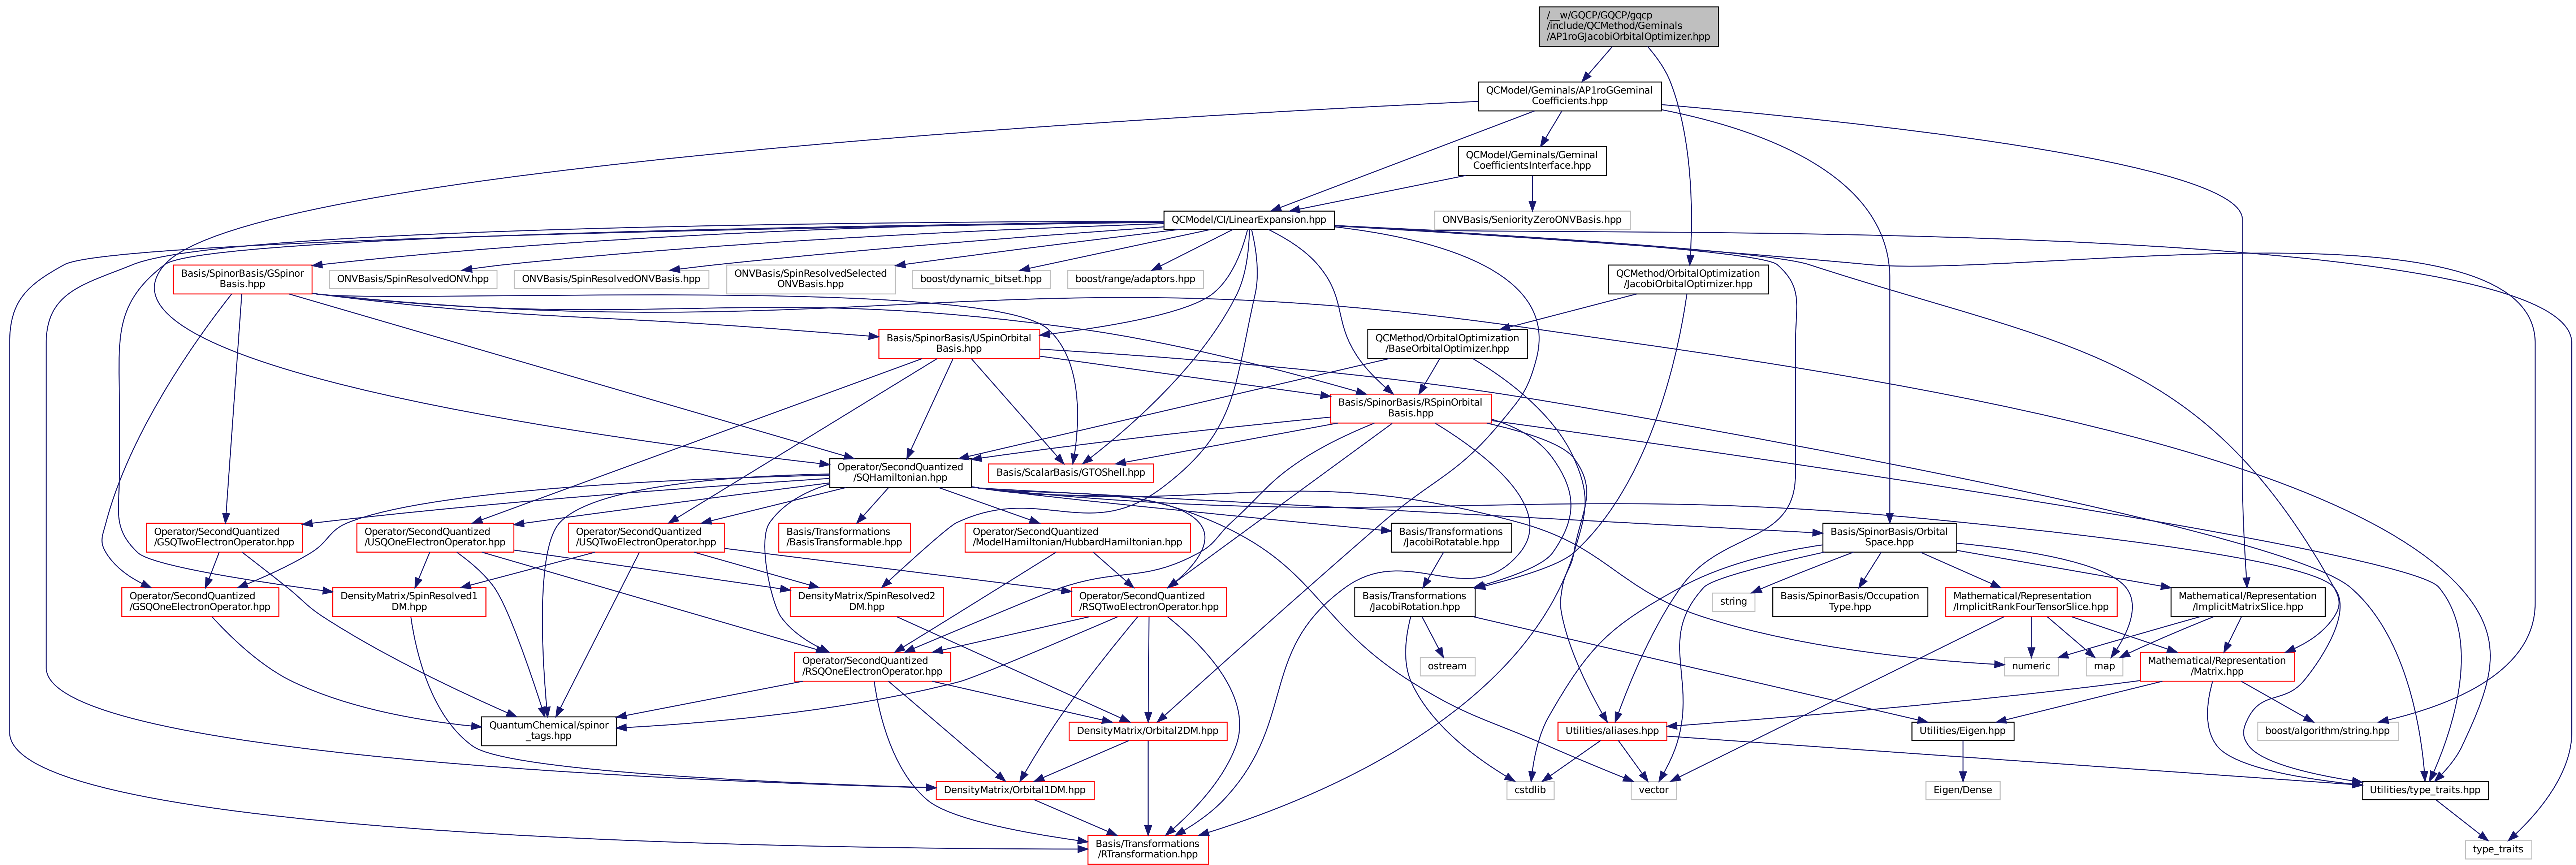 /__w/GQCP/GQCP/gqcp
/include/QCMethod/Geminals
/AP1roGJacobiOrbitalOptimizer.hpp
QCModel/Geminals/AP1roGGeminal
Coefficients.hpp
QCModel/Geminals/Geminal
CoefficientsInterface.hpp
QCModel/CI/LinearExpansion.hpp
ONVBasis/SeniorityZeroONVBasis.hpp
Basis/SpinorBasis/GSpinor
Basis.hpp
ONVBasis/SpinResolvedONV.hpp
ONVBasis/SpinResolvedONVBasis.hpp
ONVBasis/SpinResolvedSelected
ONVBasis.hpp
boost/dynamic_bitset.hpp
boost/range/adaptors.hpp
QCMethod/OrbitalOptimization
/JacobiOrbitalOptimizer.hpp
Basis/SpinorBasis/USpinOrbital
Basis.hpp
QCMethod/OrbitalOptimization
/BaseOrbitalOptimizer.hpp
Basis/SpinorBasis/RSpinOrbital
Basis.hpp
Operator/SecondQuantized
/SQHamiltonian.hpp
Basis/ScalarBasis/GTOShell.hpp
Operator/SecondQuantized
/GSQTwoElectronOperator.hpp
Operator/SecondQuantized
/USQOneElectronOperator.hpp
Operator/SecondQuantized
/USQTwoElectronOperator.hpp
Basis/Transformations
/BasisTransformable.hpp
Operator/SecondQuantized
/ModelHamiltonian/HubbardHamiltonian.hpp
Basis/Transformations
/JacobiRotatable.hpp
Basis/SpinorBasis/Orbital
Space.hpp
Operator/SecondQuantized
/GSQOneElectronOperator.hpp
DensityMatrix/SpinResolved1
DM.hpp
DensityMatrix/SpinResolved2
DM.hpp
Operator/SecondQuantized
/RSQTwoElectronOperator.hpp
Basis/Transformations
/JacobiRotation.hpp
string
Basis/SpinorBasis/Occupation
Type.hpp
Mathematical/Representation
/ImplicitRankFourTensorSlice.hpp
Mathematical/Representation
/ImplicitMatrixSlice.hpp
Operator/SecondQuantized
/RSQOneElectronOperator.hpp
ostream
numeric
map
Mathematical/Representation
/Matrix.hpp
QuantumChemical/spinor
_tags.hpp
DensityMatrix/Orbital2DM.hpp
Utilities/aliases.hpp
Utilities/Eigen.hpp
boost/algorithm/string.hpp
DensityMatrix/Orbital1DM.hpp
cstdlib
vector
Eigen/Dense
Utilities/type_traits.hpp
Basis/Transformations
/RTransformation.hpp
type_traits